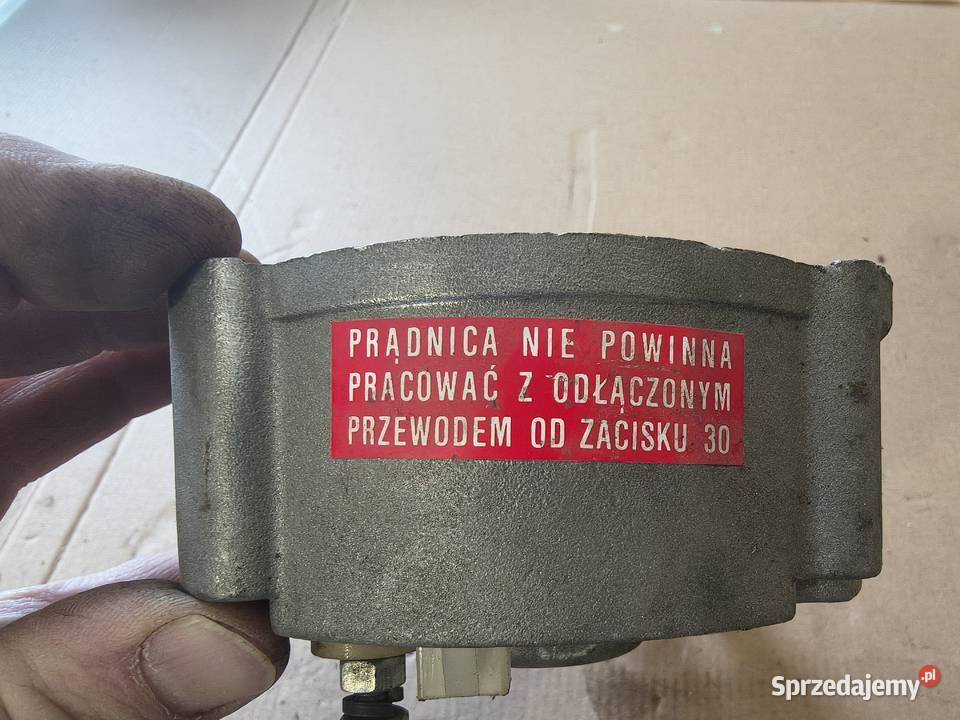 PRĄDNICA NIE POWINNA
PRACOWAĆ Z ODŁĄCZONYM
PRZEWODEM OD ZACISKU 30
Sprzedajemy.pl